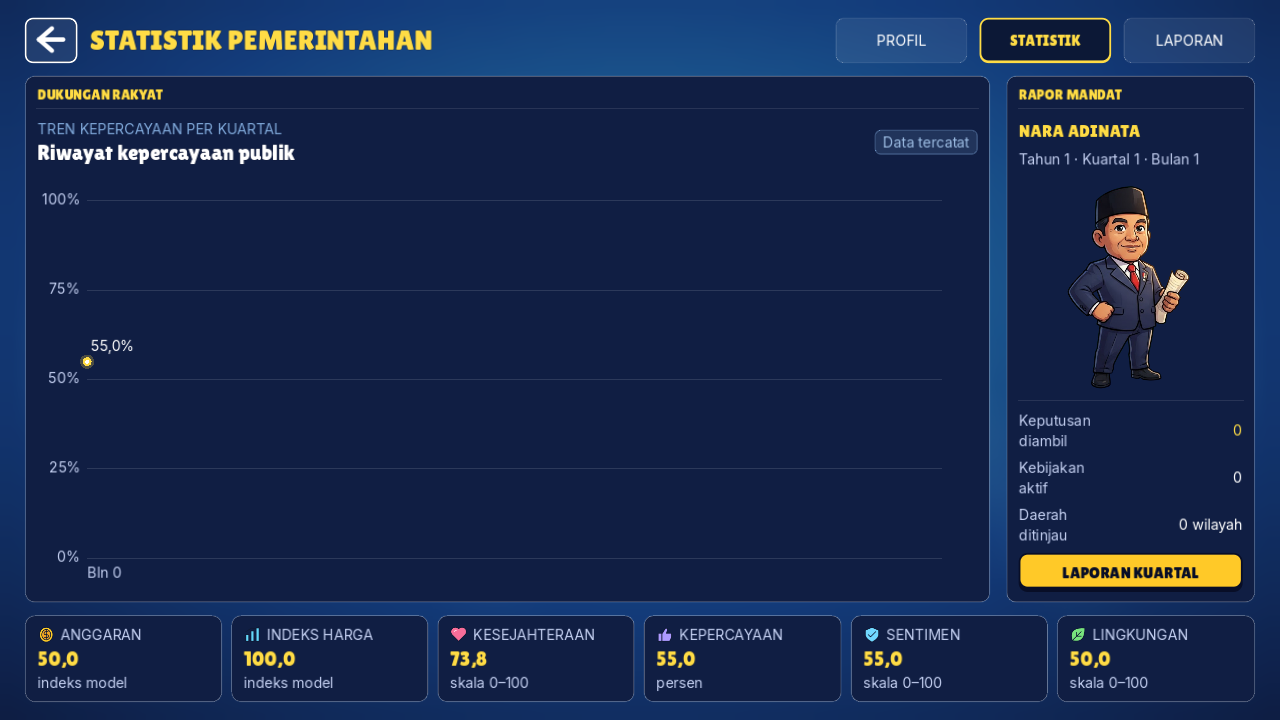 STATISTIK PEMERINTAHAN
PROFIL
STATISTIK
LAPORAN
DUKUNGAN RAKYAT
TREN KEPERCAYAAN PER KUARTAL
Riwayat kepercayaan publik
Data tercatat
100%
75%
55,0%
50%
25%
0%
Bln 0
RAPOR MANDAT
NARA ADINATA
Tahun 1 · Kuartal 1 · Bulan 1
Keputusan
diambil
0
Kebijakan
aktif
0
Daerah
ditinjau
0 wilayah
LAPORAN KUARTAL
ANGGARAN
50,0
indeks model
INDEKS HARGA
100,0
indeks model
KESEJAHTERAAN
73,8
skala 0–100
KEPERCAYAAN
55,0
persen
SENTIMEN
55,0
skala 0–100
LINGKUNGAN
50,0
skala 0–100